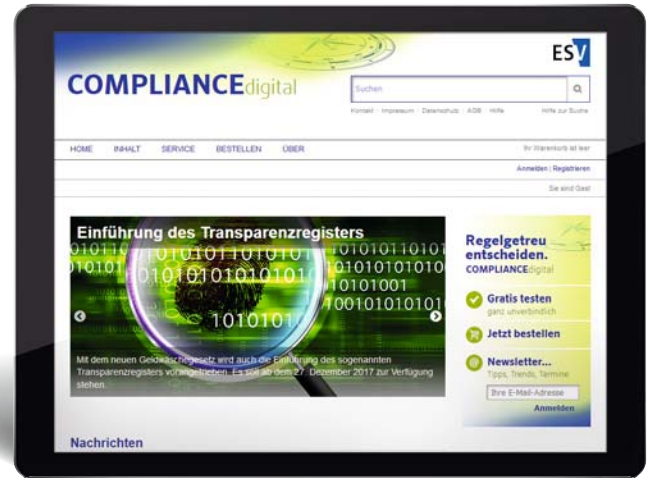 ESV
COMPLIANCEdigital
Suchen
Kontakt | Impressum | Datenschutz | AGB | Hilfe
Hilfe zur Suche
HOME INHALT SERVICE BESTELLEN ÜBER
Ihr Warenkorb ist leer
Anmelden | Registrieren
Sie sind Gast
Einführung des Transparenzregisters
Mit dem neuen Geldwäschegesetz wird auch die Einführung des sogenannten
Transparenzregisters vorangetrieben. Es soll ab dem 27. Dezember 2017 zur Verfügung
stehen.
Regelgetreu
entscheiden.
COMPLIANCEdigital
Gratis testen
ganz unverbindlich
Jetzt bestellen
Newsletter...
Tipps, Trends, Termine
Ihre E-Mail-Adresse
Anmelden
Nachrichten